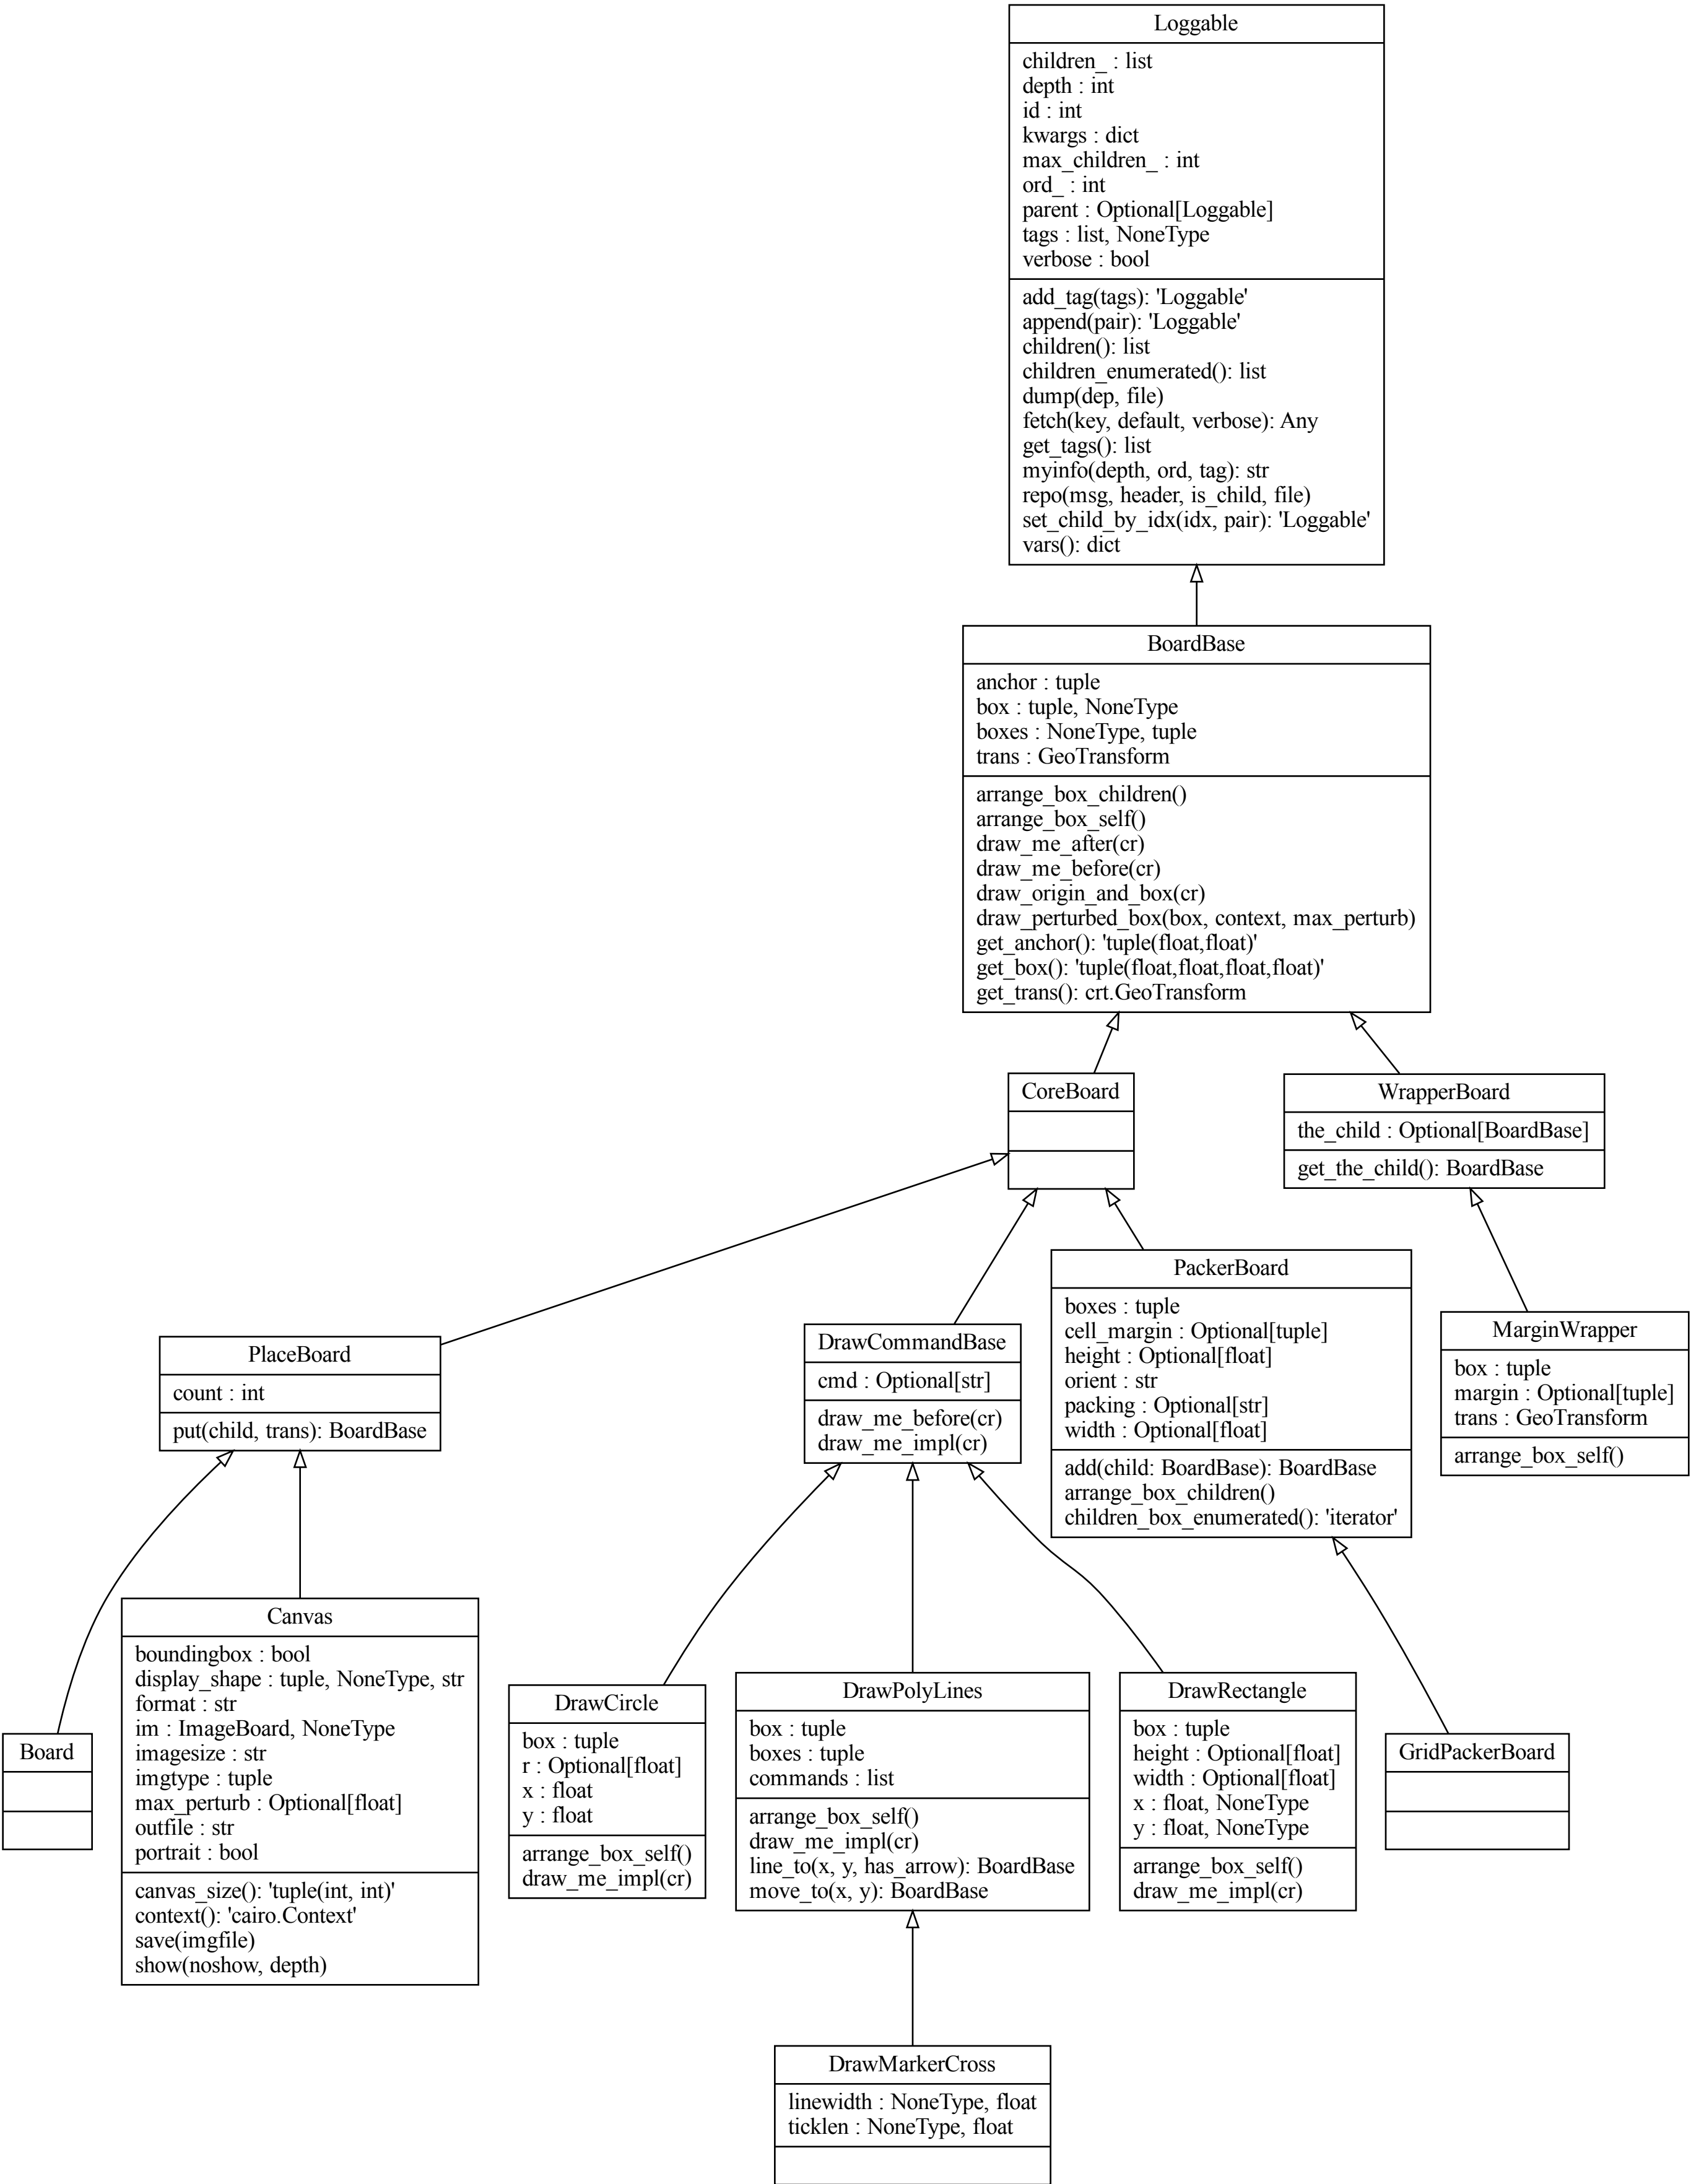 Loggable
children_ : list
depth : int
id : int
kwargs : dict
max_children_ : int
ord_ : int
parent : Optional[Loggable]
tags : list, NoneType
verbose : bool
add_tag(tags): 'Loggable'
append(pair): 'Loggable'
children(): list
children_enumerated(): list
dump(dep, file)
fetch(key, default, verbose): Any
get_tags(): list
myinfo(depth, ord, tag): str
repo(msg, header, is_child, file)
set_child_by_idx(idx, pair): 'Loggable'
vars(): dict
BoardBase
anchor : tuple
box : tuple, NoneType
boxes : NoneType, tuple
trans : GeoTransform
arrange_box_children()
arrange_box_self()
draw_me_after(cr)
draw_me_before(cr)
draw_origin_and_box(cr)
draw_perturbed_box(box, context, max_perturb)
get_anchor(): 'tuple(float,float)'
get_box(): 'tuple(float,float,float,float)'
get_trans(): crt.GeoTransform
CoreBoard
WrapperBoard
the_child : Optional[BoardBase]
get_the_child(): BoardBase
PlaceBoard
count : int
put(child, trans): BoardBase
DrawCommandBase
cmd : Optional[str]
draw_me_before(cr)
draw_me_impl(cr)
PackerBoard
boxes : tuple
cell_margin : Optional[tuple]
height : Optional[float]
orient : str
packing : Optional[str]
width : Optional[float]
add(child: BoardBase): BoardBase
arrange_box_children()
children_box_enumerated(): 'iterator'
MarginWrapper
box : tuple
margin : Optional[tuple]
trans : GeoTransform
arrange_box_self()
Board
Canvas
boundingbox : bool
display_shape : tuple, NoneType, str
format : str
im : ImageBoard, NoneType
imagesize : str
imgtype : tuple
max_perturb : Optional[float]
outfile : str
portrait : bool
canvas_size(): 'tuple(int, int)'
context(): 'cairo.Context'
save(imgfile)
show(noshow, depth)
DrawCircle
box : tuple
r : Optional[float]
x : float
y : float
arrange_box_self()
draw_me_impl(cr)
DrawPolyLines
box : tuple
boxes : tuple
commands : list
arrange_box_self()
draw_me_impl(cr)
line_to(x, y, has_arrow): BoardBase
move_to(x, y): BoardBase
DrawRectangle
box : tuple
height : Optional[float]
width : Optional[float]
x : float, NoneType
y : float, NoneType
arrange_box_self()
draw_me_impl(cr)
GridPackerBoard
DrawMarkerCross
linewidth : NoneType, float
ticklen : NoneType, float